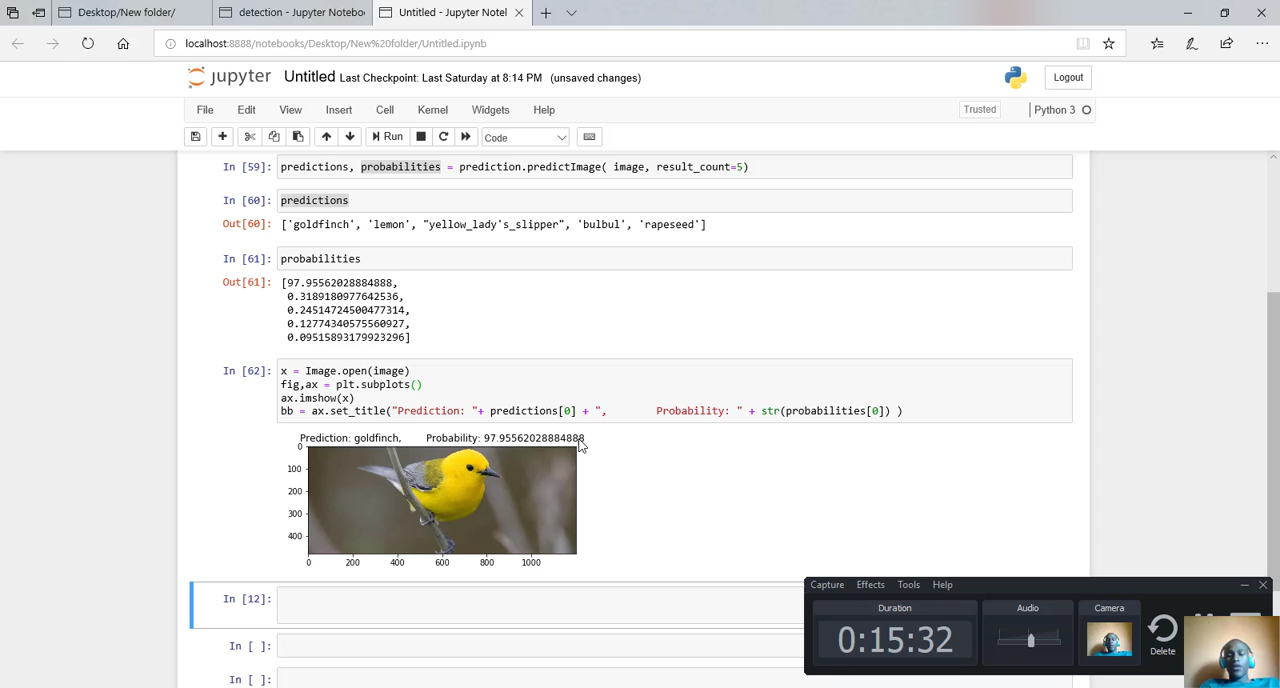 Desktop/New folder/
detection - Jupyter Notebo
Untitled - Jupyter Notel
localhost:8888/notebooks/Desktop/New%20folder/Untitled.ipynb
jupyter Untitled Last Checkpoint: Last Saturday at 8:14 PM (unsaved changes)
Logout
File Edit View Insert Cell Kernel Widgets Help
Trusted
Python 3
Run
Code
In [59]: predictions, probabilities = prediction.predictImage( image, result_count=5)
In [60]: predictions
Out[60]: ['goldfinch', 'lemon', "yellow_lady's_slipper", 'bulbul', 'rapeseed']
In [61]: probabilities
Out[61]: [97.95562028884888,
0.3189180977642536,
0.24514724500477314,
0.12774340575560927,
0.09515893179923296]
In [62]: x = Image.open(image)
fig,ax = plt.subplots()
ax.imshow(x)
bb = ax.set_title("Prediction: "+ predictions[0] + ", Probability: " + str(probabilities[0]) )
Prediction: goldfinch, Probability: 97.95562028884888
0
100
200
300
400
0 200 400 600 800 1000
In [12]:
In [ ]:
In [ ]:
Capture Effects Tools Help
Duration
0:15:32
Audio
Camera
Delete